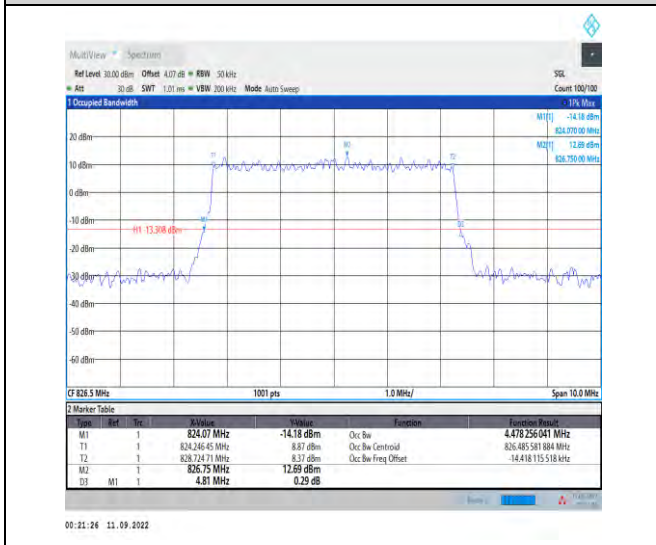 MultiView Spectrum
Ref Level 30.00 dBm Offset 4.07 dB RBW 50 kHz SGL
Att 30 dB SWT 1.01 ms VBW 200 kHz Mode Auto Sweep Count 100/100
1 Occupied Bandwidth 1Pk Max
M1[1] -14.18 dBm
824.070 00 MHz
M2[1] 12.69 dBm
826.750 00 MHz
20 dBm
10 dBm
0 dBm
-10 dBm
H1 -13.308 dBm
-20 dBm
-30 dBm
-40 dBm
-50 dBm
-60 dBm
T1
T2
M1
CF 826.5 MHz 1001 pts 1.0 MHz/ Span 10.0 MHz
2 Marker Table
Type Ref Trc X-Value Y-Value Function Function Result
M1 1 824.07 MHz -14.18 dBm Occ Bw 4.478 256 041 MHz
T1 1 824.246 45 MHz 8.87 dBm Occ Bw Centroid 826.485 581 884 MHz
T2 1 828.724 71 MHz 8.37 dBm Occ Bw Freq Offset -14.418 115 518 kHz
M2 1 826.75 MHz 12.69 dBm
D3 M1 1 4.81 MHz 0.29 dB
00:21:26 11.09.2022